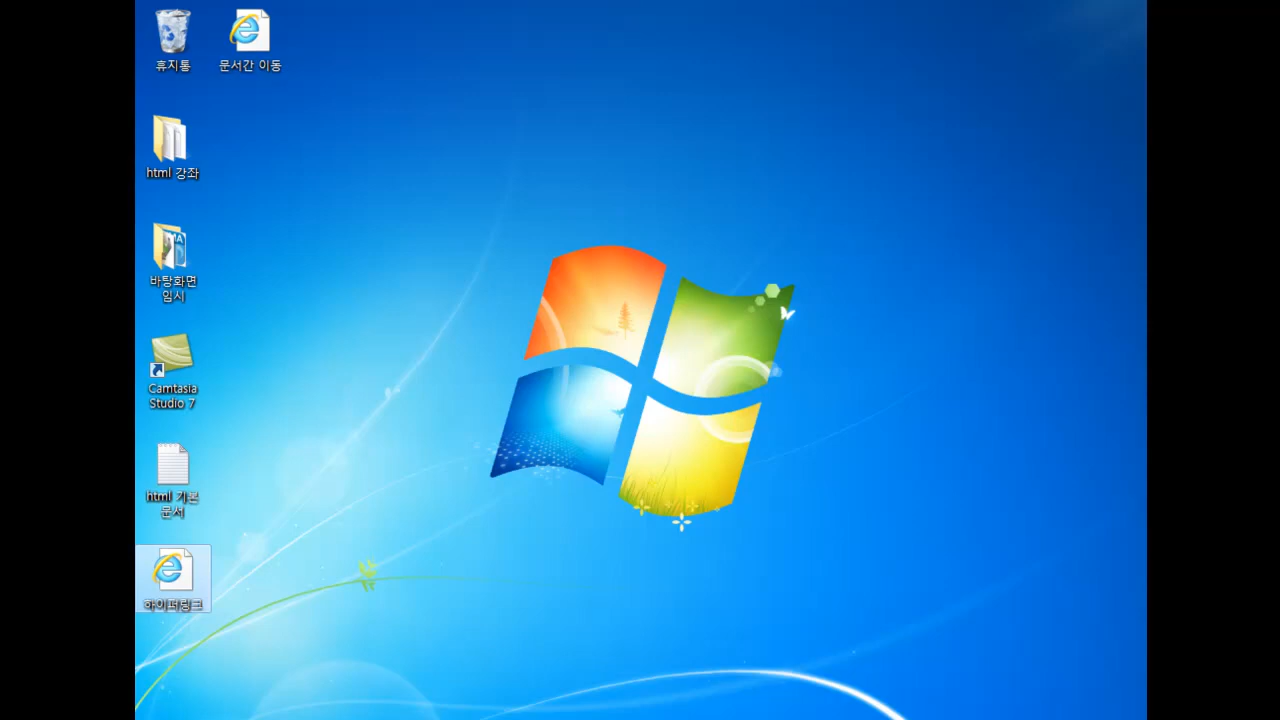 휴지통
문서간 이동
html 강좌
바탕화면
임시
Camtasia
Studio 7
html 기본
문서
하이퍼링크